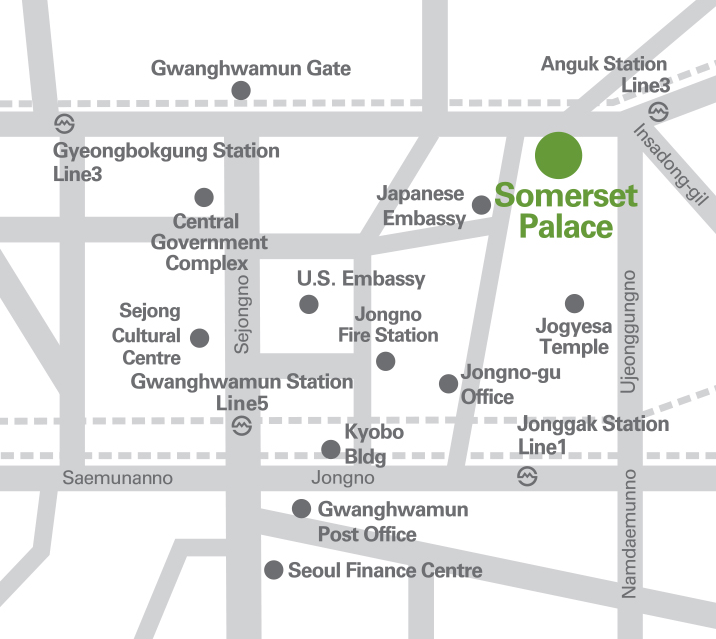 Gwanghwamun Gate
Anguk Station
Line3
Gyeongbokgung Station
Line3
Insadong-gil
Japanese
Embassy
Somerset
Palace
Central
Government
Complex
Sejongno
U.S. Embassy
Sejong
Cultural
Centre
Jongno
Fire Station
Jogyesa
Temple
Ujeonggungno
Gwanghwamun Station
Line5
Jongno-gu
Office
Jonggak Station
Line1
Kyobo
Bldg
Saemunanno
Jongno
Namdaemunno
Gwanghwamun
Post Office
Seoul Finance Centre